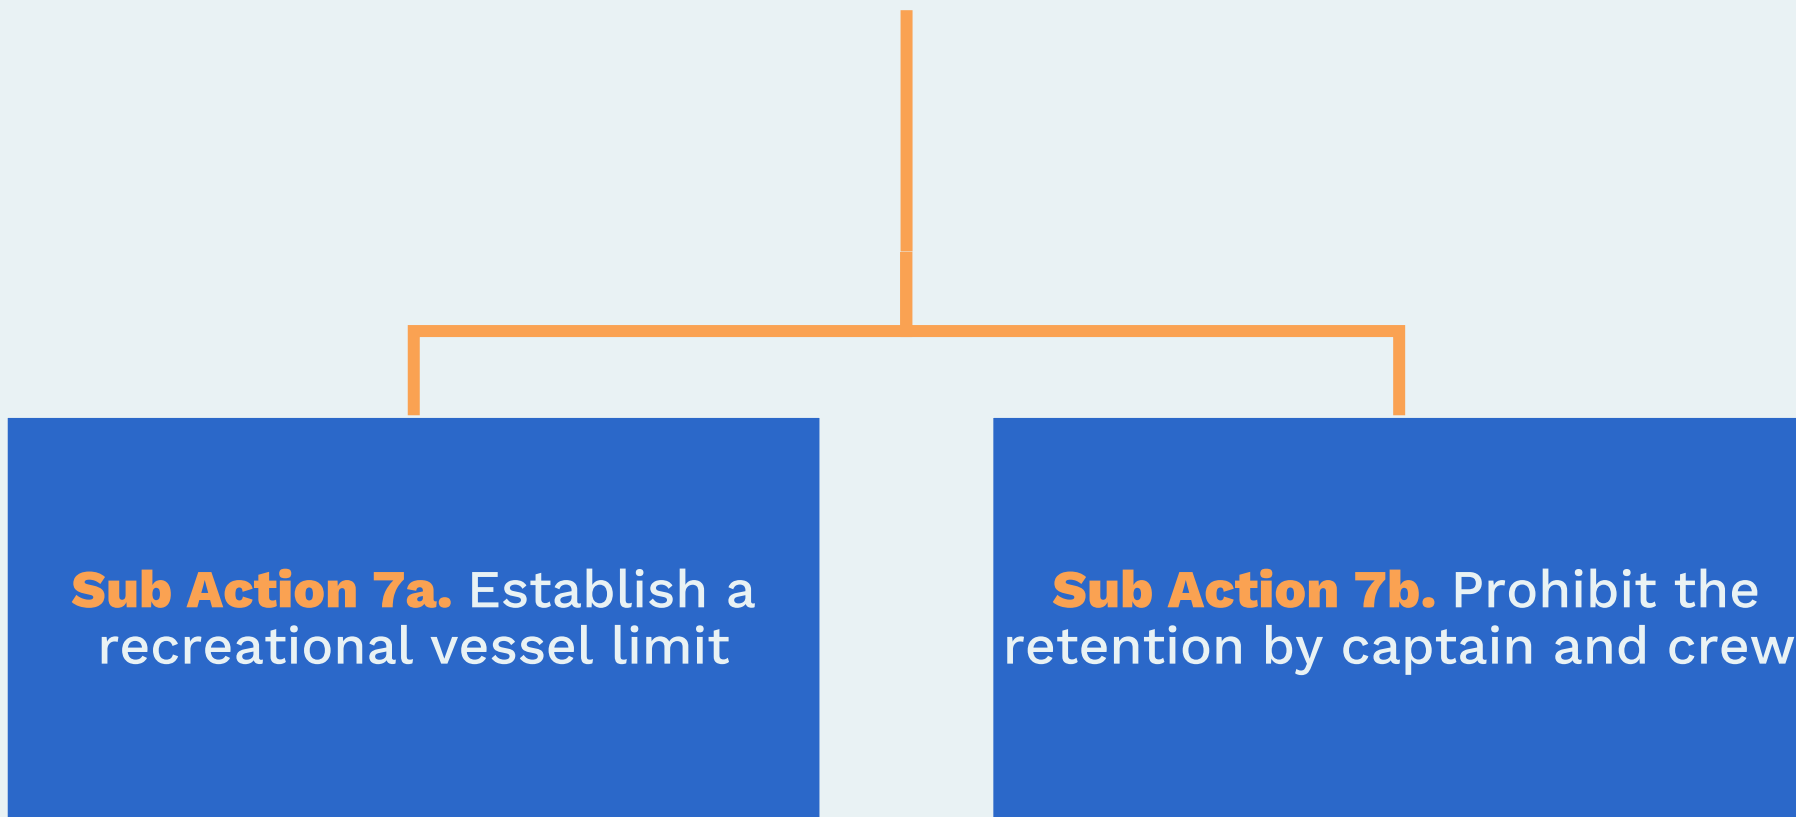 Sub Action 7a. Establish a
recreational vessel limit
Sub Action 7b. Prohibit the
retention by captain and crew